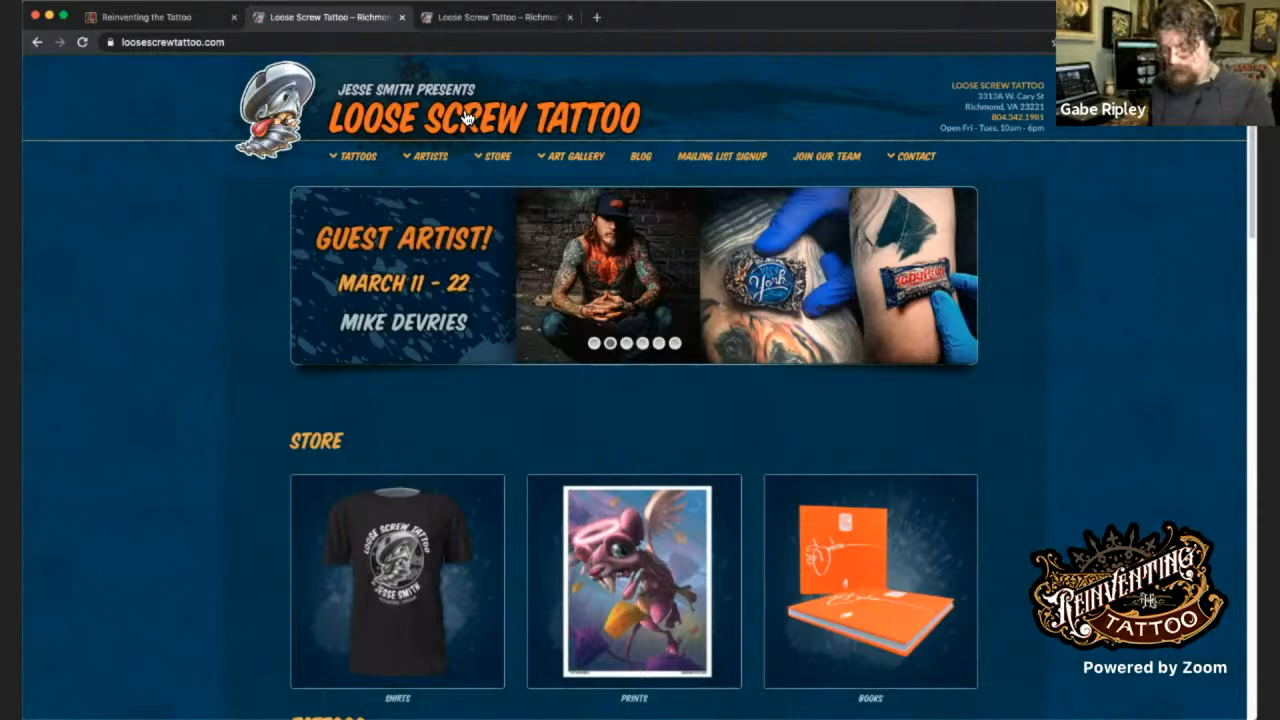 Reinventing the Tattoo
Loose Screw Tattoo – Richmon
Loose Screw Tattoo – Richmo
loosescrewtattoo.com
JESSE SMITH PRESENTS
LOOSE SCREW TATTOO
LOOSE SCREW TATTOO
3313A W. Cary St
Richmond, VA 23221
804.342.1981
Open Fri - Tues, 10am - 6pm
Gabe Ripley
TATTOOS
ARTISTS
STORE
ART GALLERY
BLOG
MAILING LIST SIGNUP
JOIN OUR TEAM
CONTACT
GUEST ARTIST!
MARCH 11 - 22
MIKE DEVRIES
York
STORE
LOOSE SCREW TATTOO
JESSE SMITH
SHIRTS
PRINTS
BOOKS
REINVENTING
THE
TATTOO
Powered by Zoom